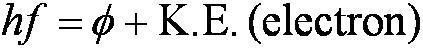 hf = ϕ + K.E. (electron)